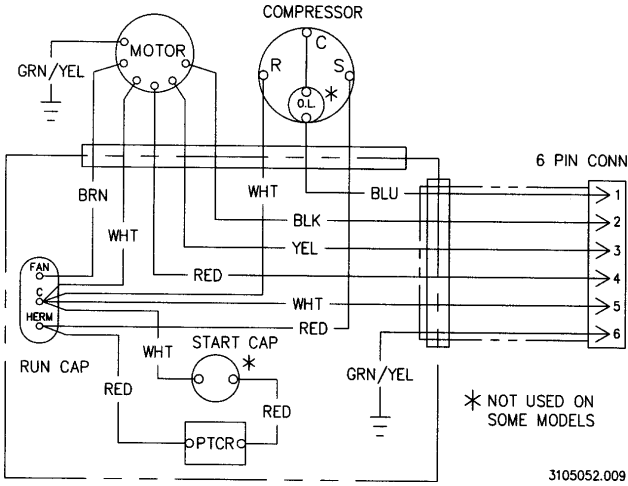 COMPRESSOR
MOTOR
C
R
S
O.L.
*
GRN/YEL
6 PIN CONN
BRN
WHT
WHT
BLU
1
BLK
2
YEL
3
FAN
RED
4
C
WHT
5
HERM
RED
6
RUN CAP
WHT
START CAP
*
GRN/YEL
RED
RED
PTCR
* NOT USED ON
SOME MODELS
3105052.009